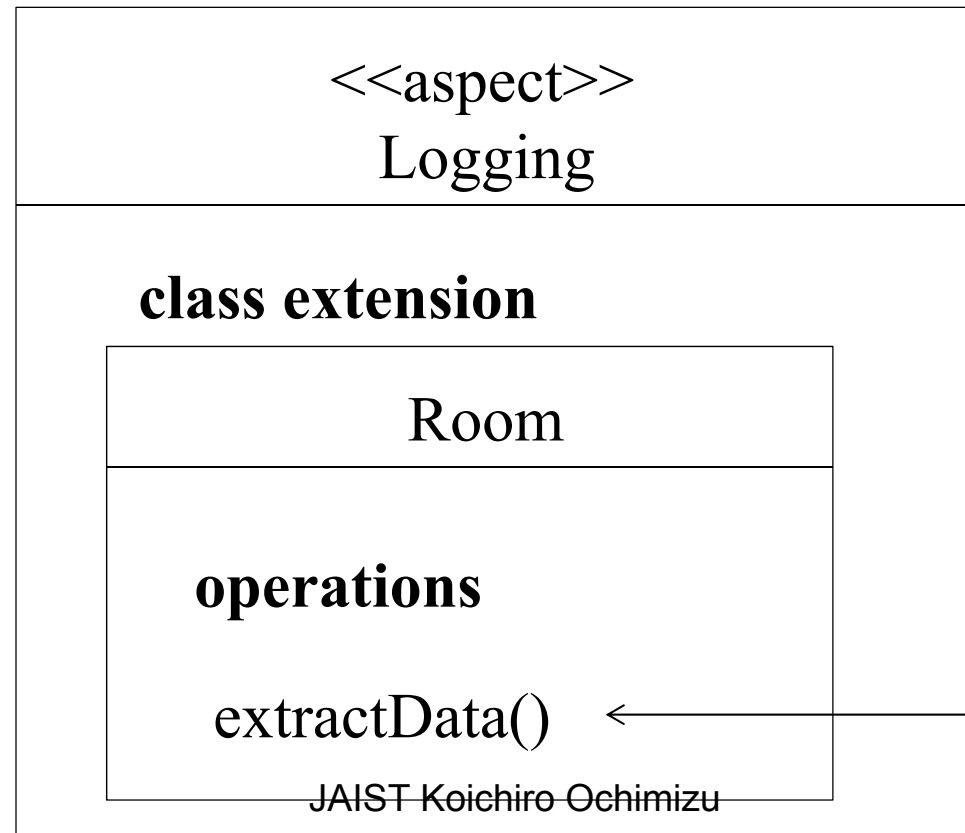 <<aspect>>
Logging
class extension
Room
operations
extractData()
JAIST Koichiro Ochimizu